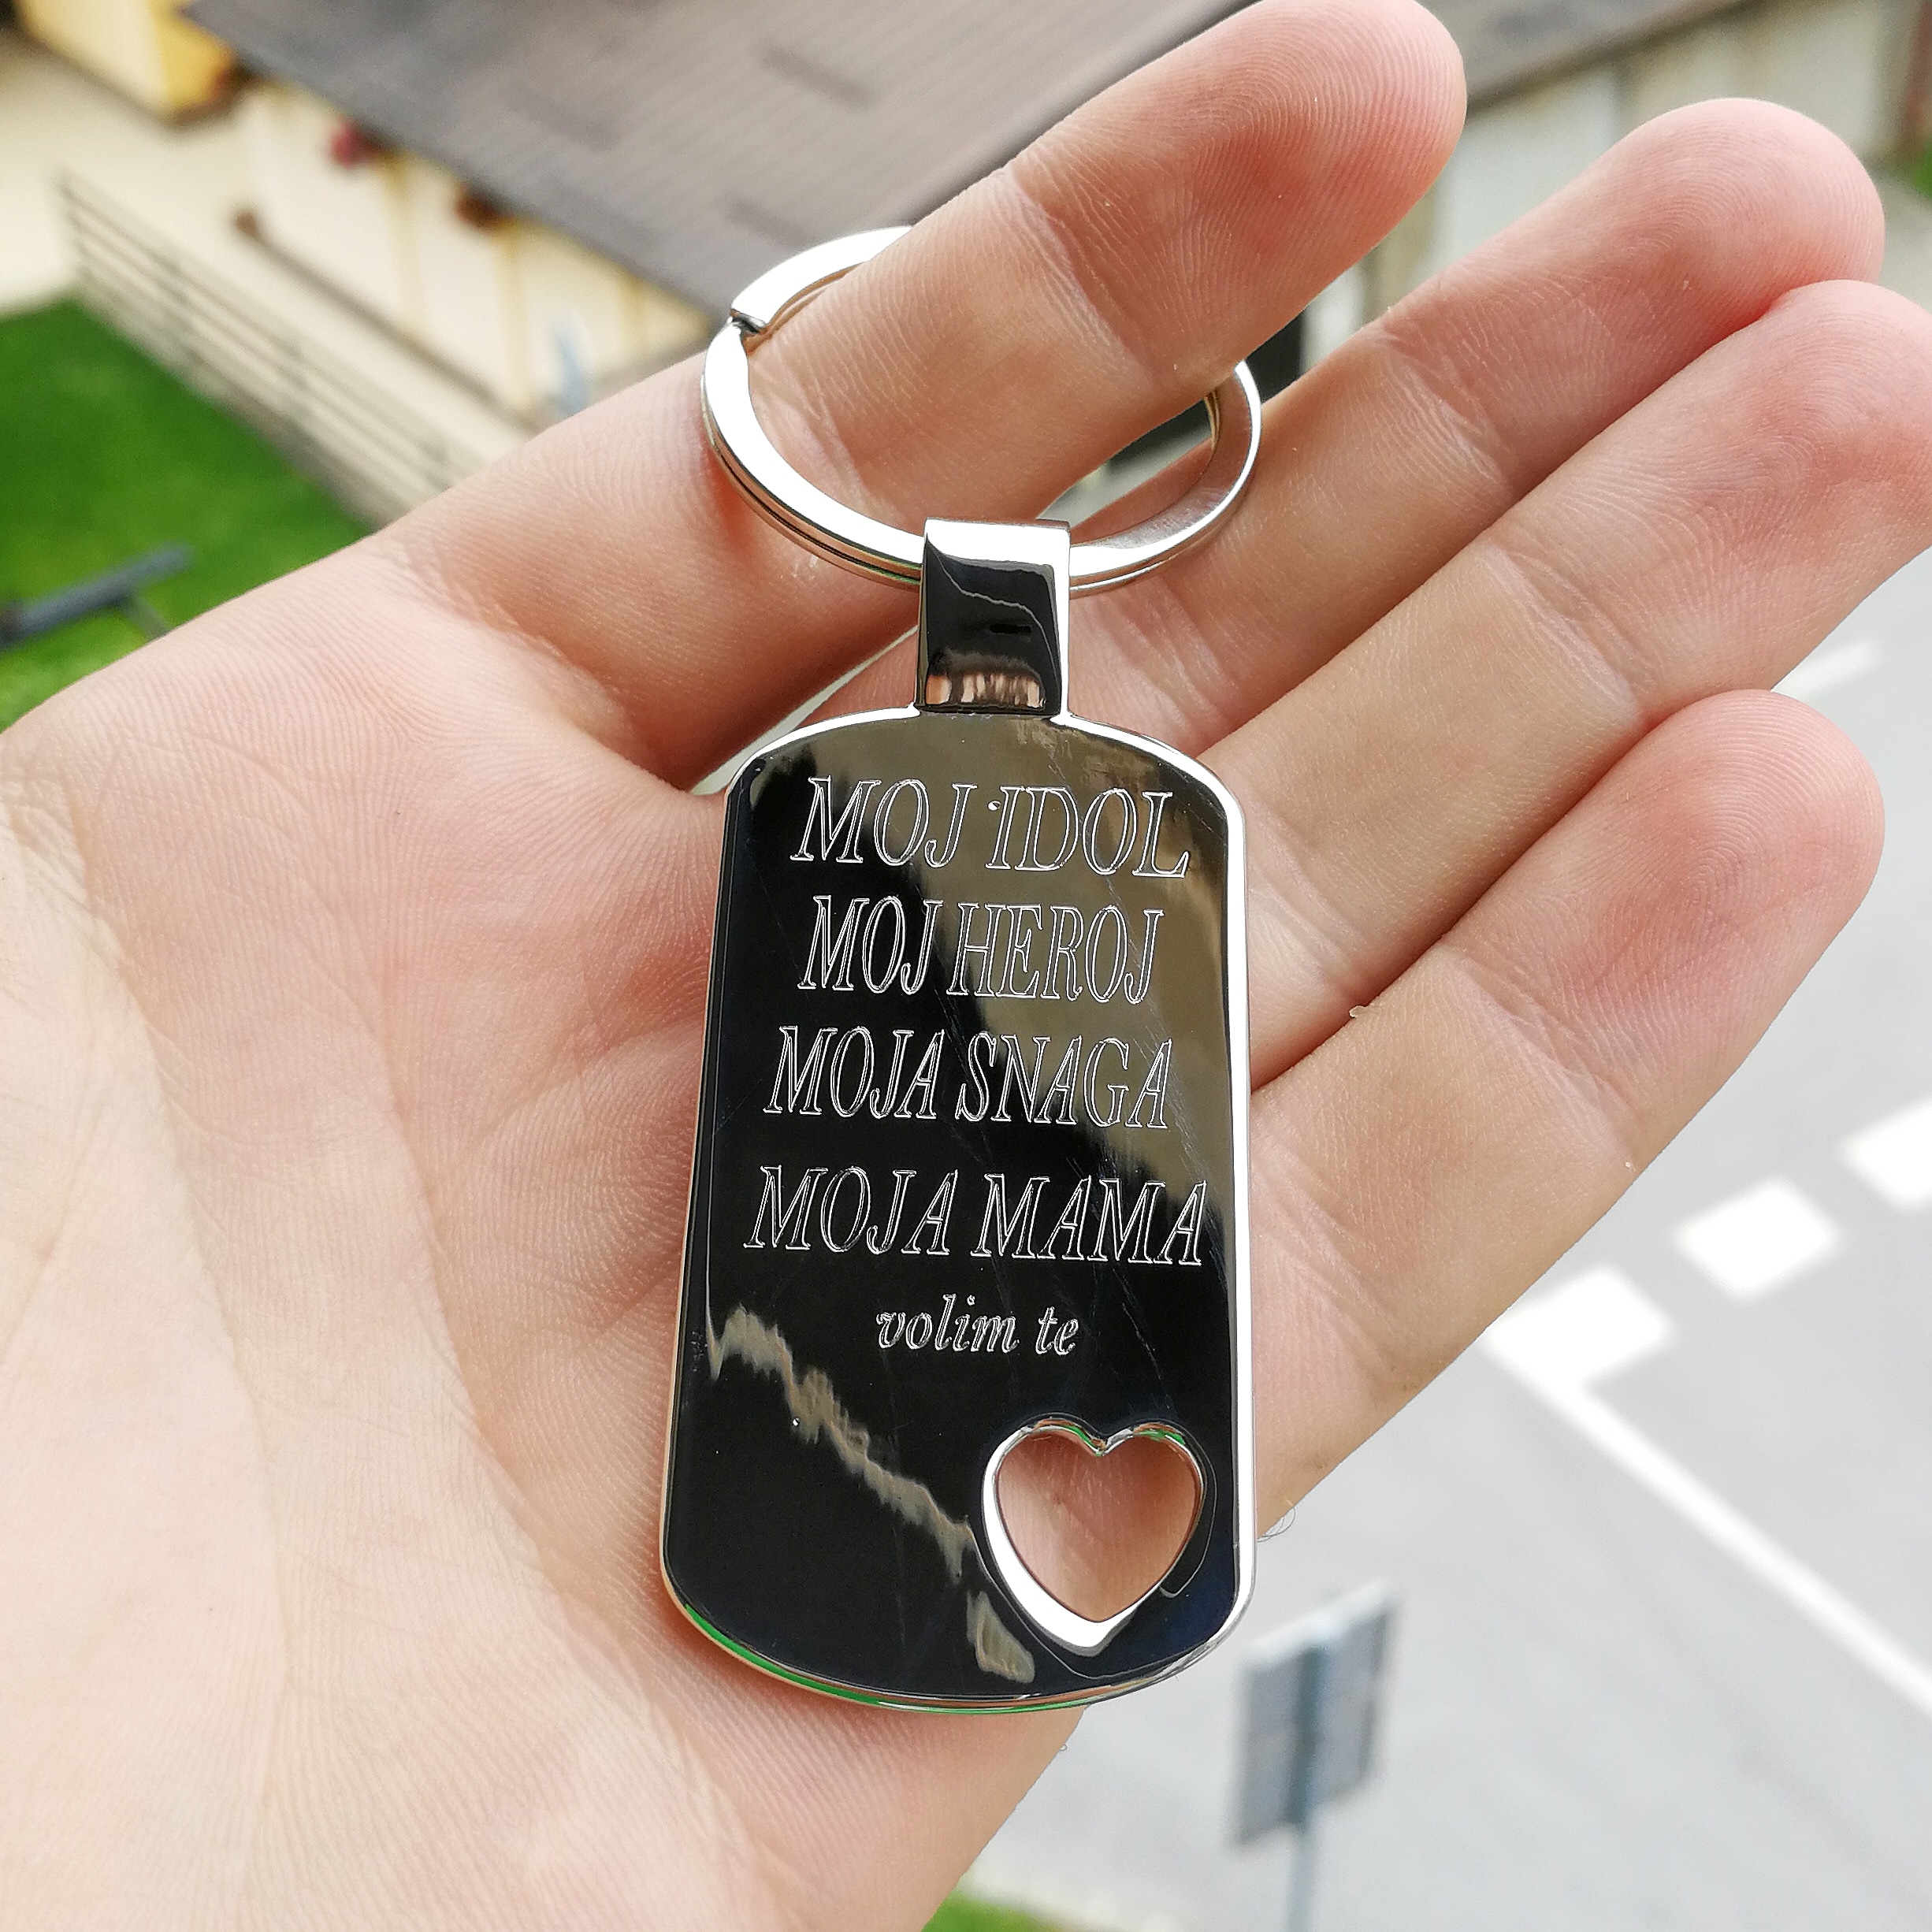 MOJ IDOL
MOJ HEROJ
MOJA SNAGA
MOJA MAMA
volim te